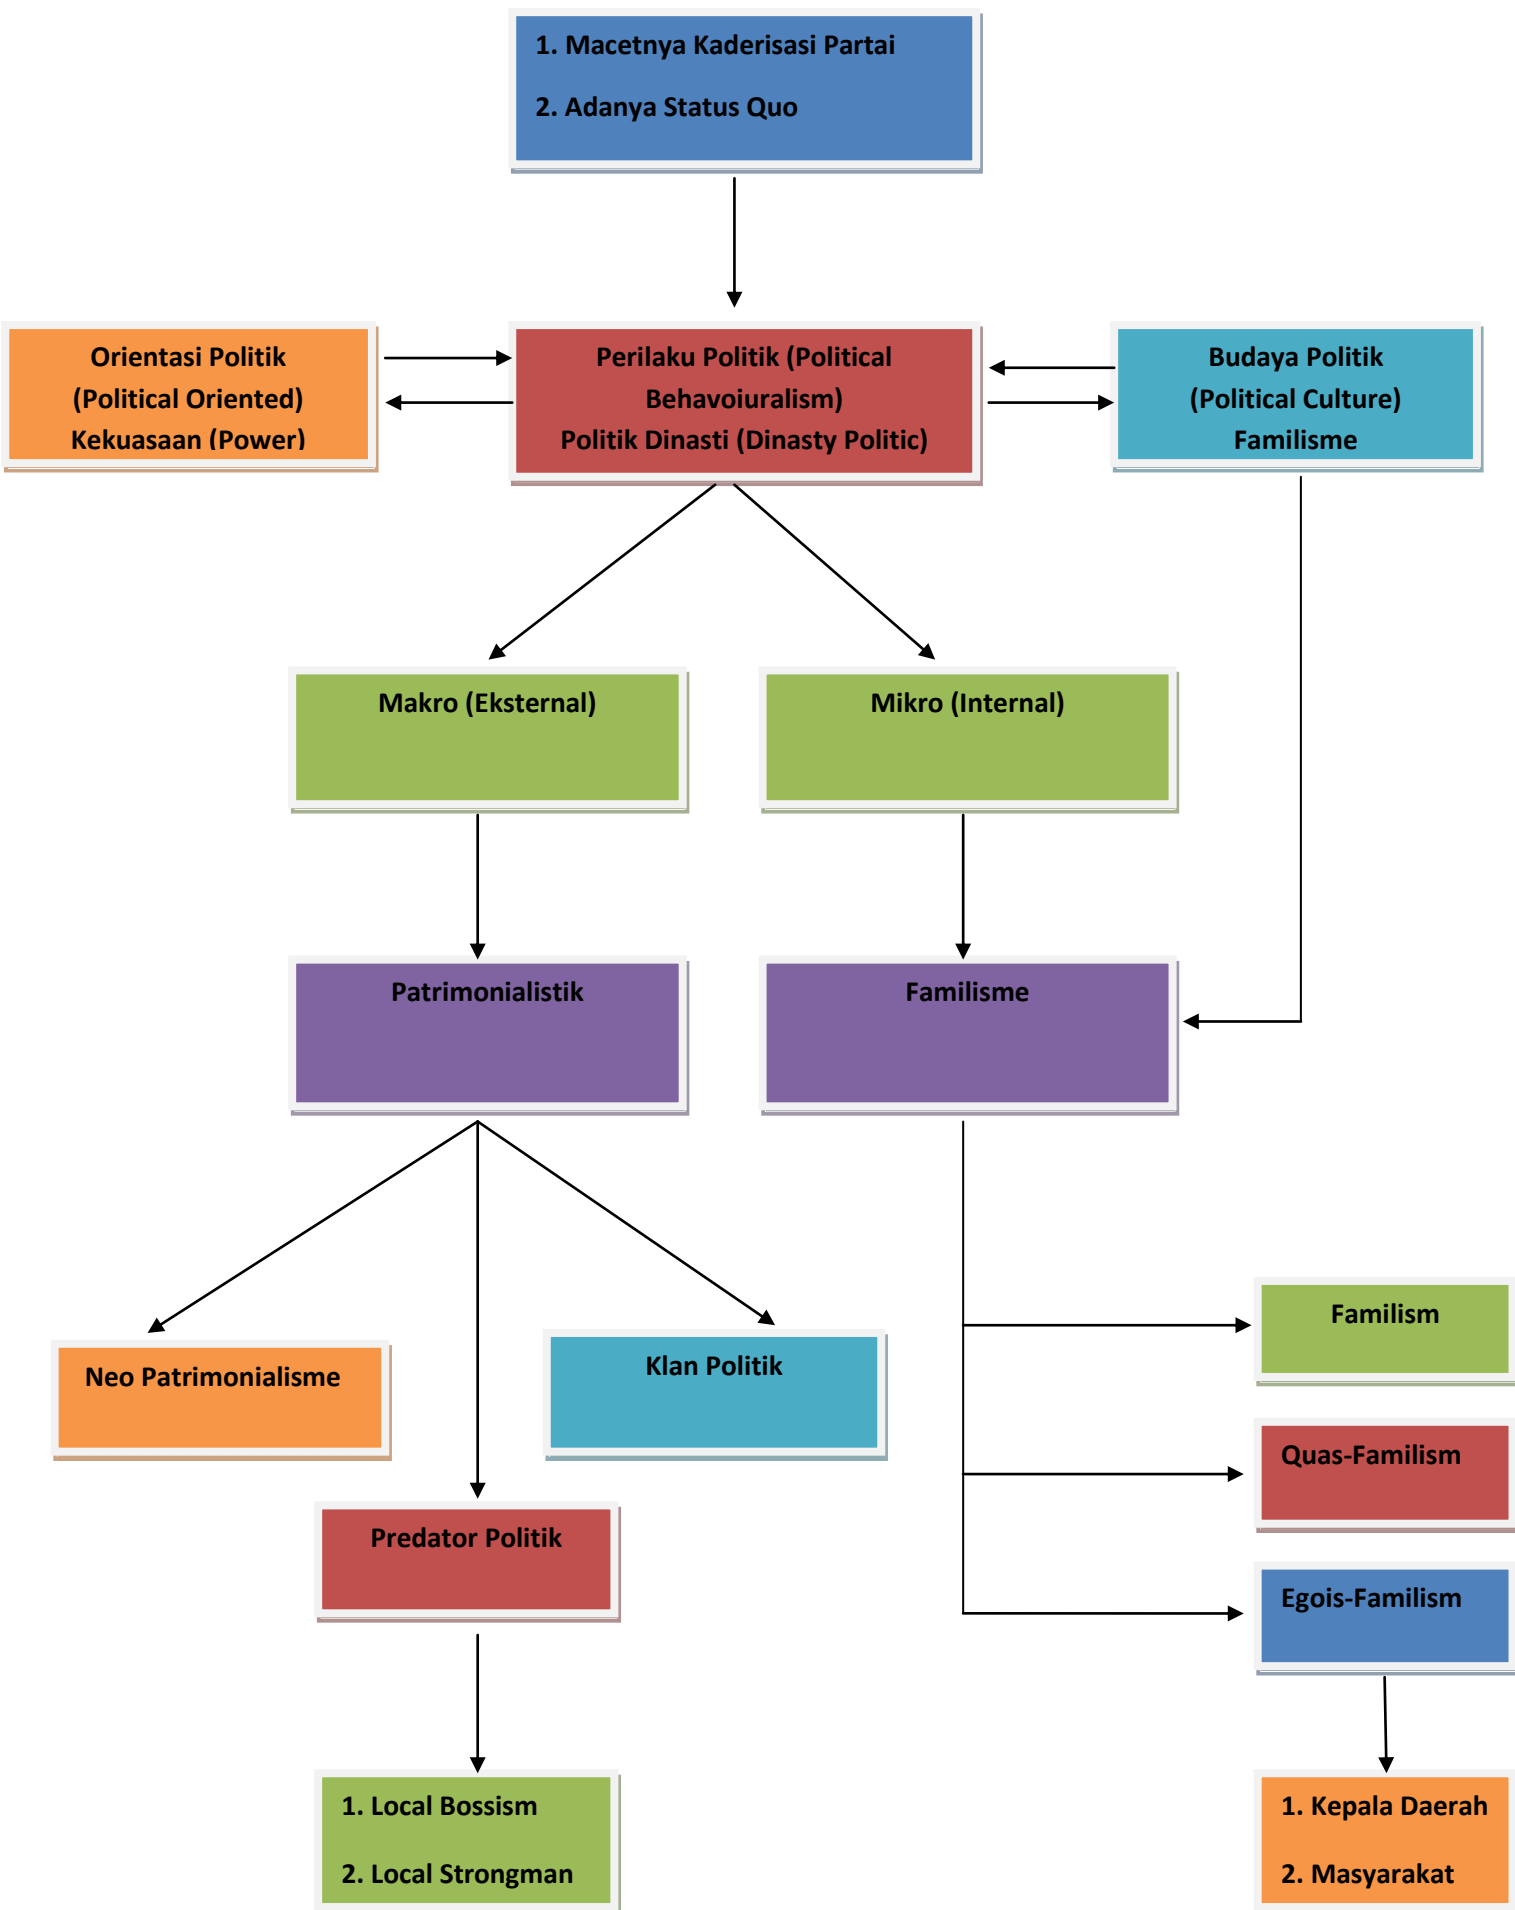 1. Macetnya Kaderisasi Partai
2. Adanya Status Quo
Orientasi Politik
(Political Oriented)
Kekuasaan (Power)
Perilaku Politik (Political
Behavoiuralism)
Politik Dinasti (Dinasty Politic)
Budaya Politik
(Political Culture)
Familisme
Makro (Eksternal)
Mikro (Internal)
Patrimonialistik
Familisme
Neo Patrimonialisme
Klan Politik
Predator Politik
Familism
Quas-Familism
Egois-Familism
1. Local Bossism
2. Local Strongman
1. Kepala Daerah
2. Masyarakat